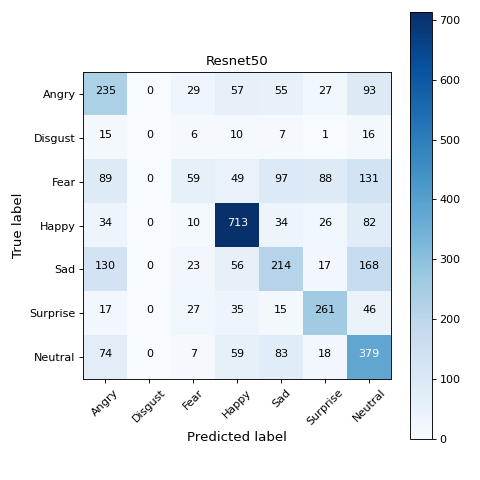 Resnet50
True label
Angry 235 0 29 57 55 27 93
Disgust 15 0 6 10 7 1 16
Fear 89 0 59 49 97 88 131
Happy 34 0 10 713 34 26 82
Sad 130 0 23 56 214 17 168
Surprise 17 0 27 35 15 261 46
Neutral 74 0 7 59 83 18 379
Angry Disgust Fear Happy Sad Surprise Neutral
Predicted label
700
600
500
400
300
200
100
0